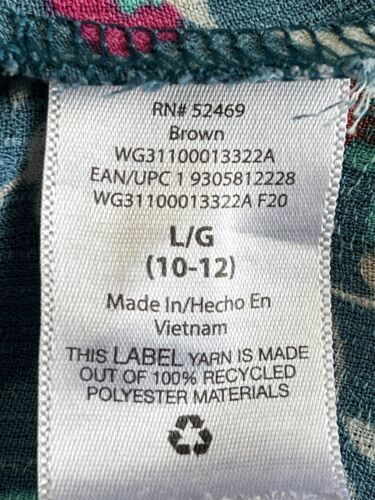 RN# 52469
Brown
WG31100013322A
EAN/UPC 1 9305812228
WG31100013322A F20
L/G
(10-12)
Made In/Hecho En
Vietnam
THIS LABEL YARN IS MADE
OUT OF 100% RECYCLED
POLYESTER MATERIALS